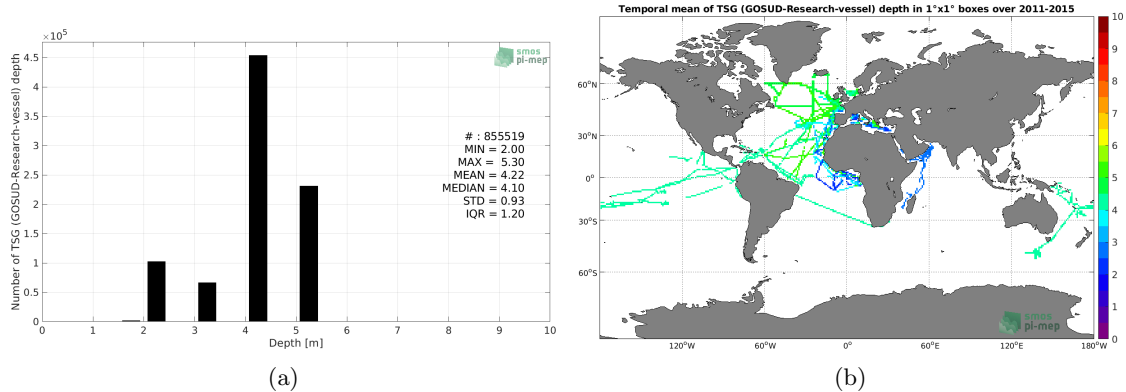 ×10⁵
4.5
4
3.5
3
2.5
2
1.5
1
0.5
0
Number of TSG (GOSUD-Research-vessel) depth
0 1 2 3 4 5 6 7 8 9 10
Depth [m]
smos
pi-mep
# : 855519
MIN = 2.00
MAX = 5.30
MEAN = 4.22
MEDIAN = 4.10
STD = 0.93
IQR = 1.20
(a)
Temporal mean of TSG (GOSUD-Research-vessel) depth in 1°x1° boxes over 2011-2015
60°N
30°N
0°
30°S
60°S
120°W 60°W 0° 60°E 120°E 180°W
smos
pi-mep
10
9
8
7
6
5
4
3
2
1
0
(b)